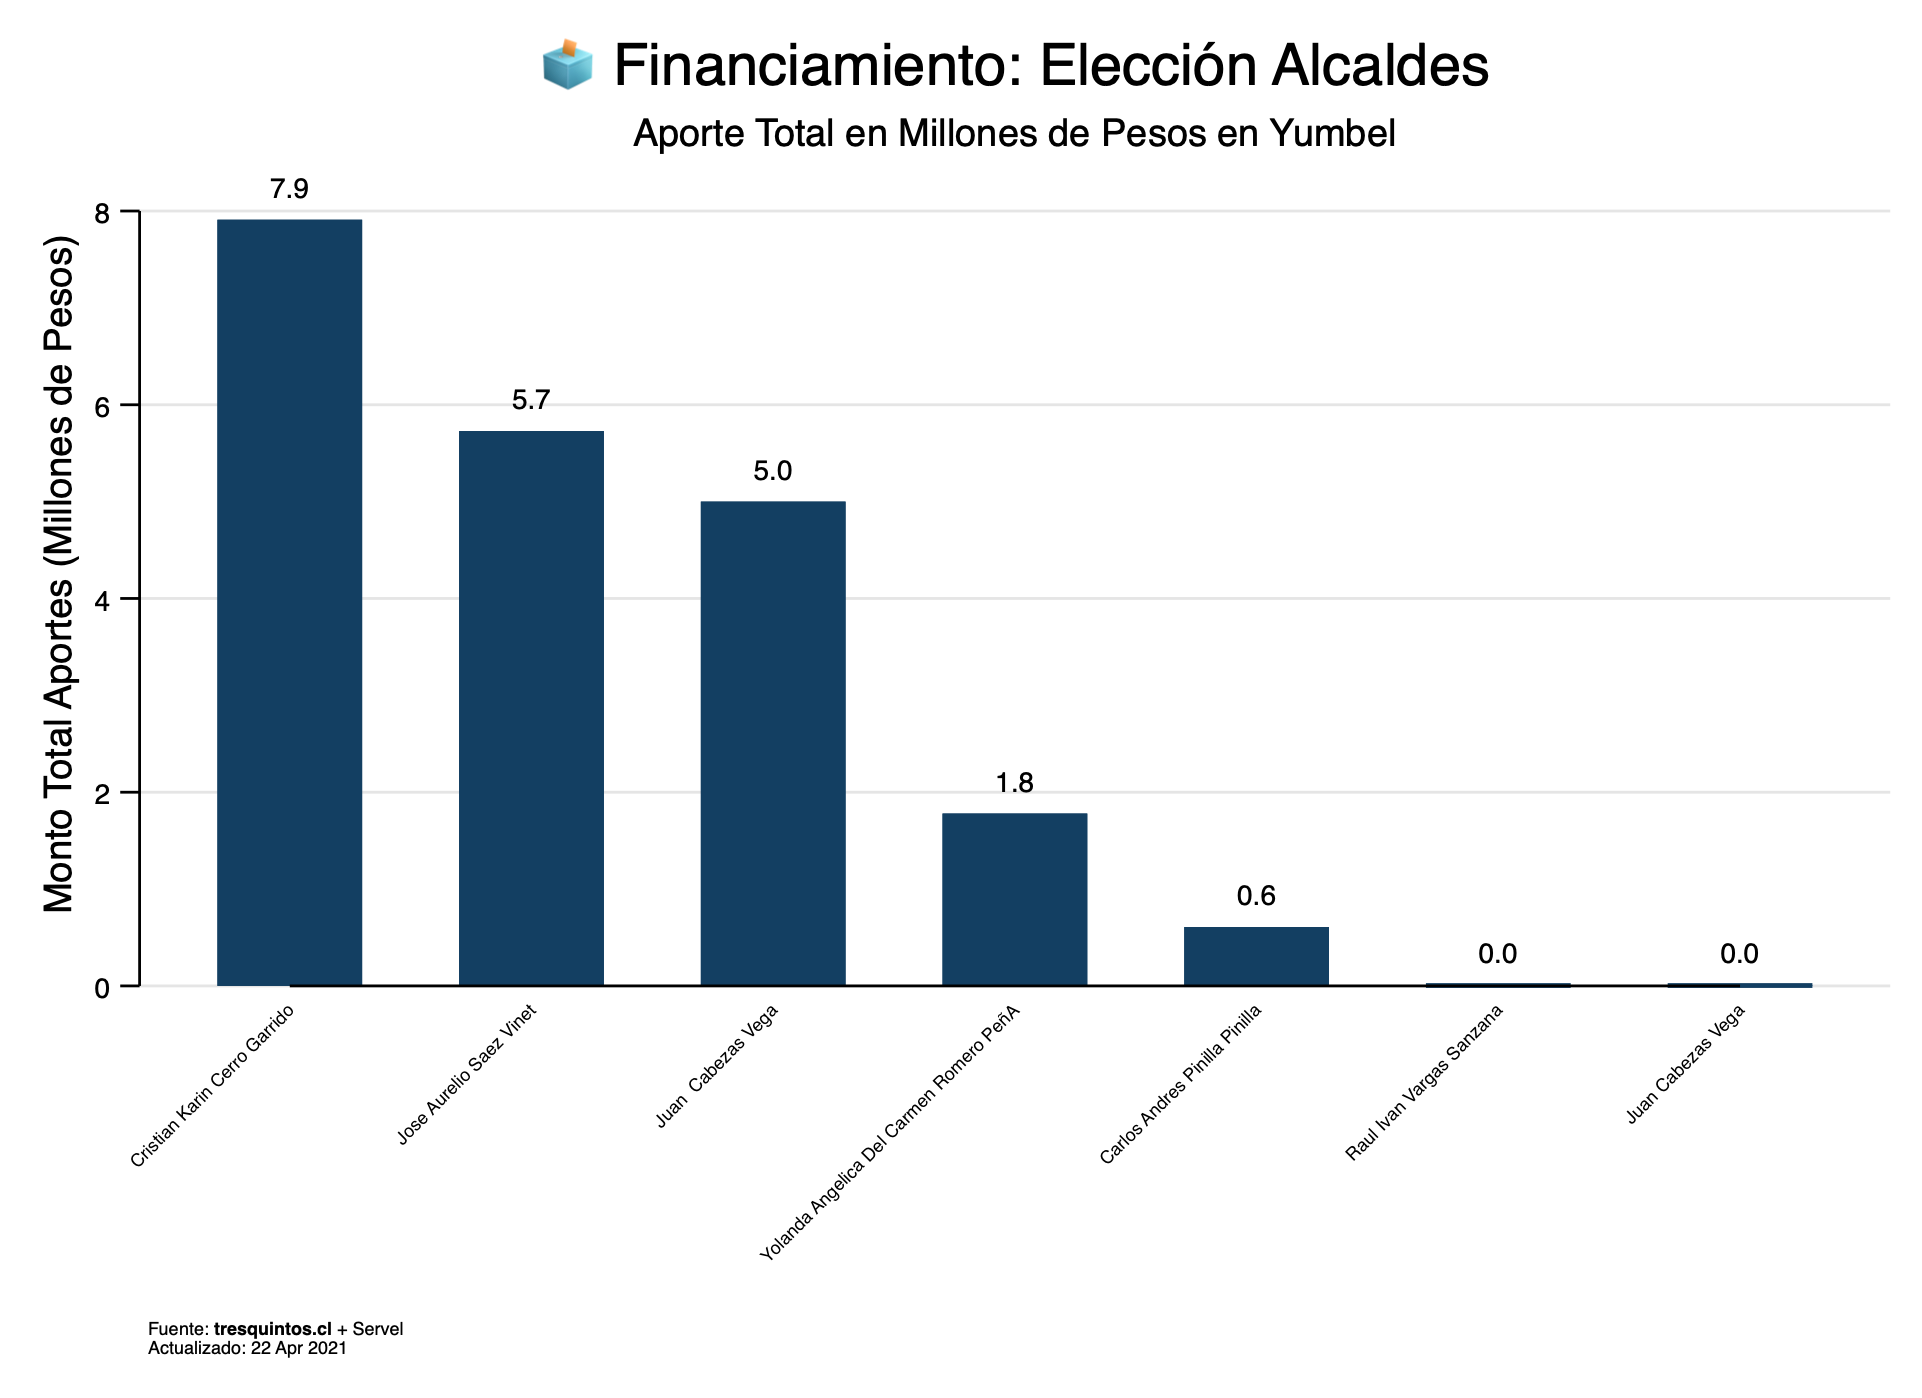 Financiamiento: Elección Alcaldes
Aporte Total en Millones de Pesos en Yumbel
Monto Total Aportes (Millones de Pesos)
8
6
4
2
0
7.9
5.7
5.0
1.8
0.6
0.0
0.0
Cristian Karin Cerro Garrido
Jose Aurelio Saez Vinet
Juan  Cabezas Vega
Yolanda Angelica Del Carmen Romero PeñA
Carlos Andres Pinilla Pinilla
Raul Ivan Vargas Sanzana
Juan Cabezas Vega
Fuente: tresquintos.cl + Servel
Actualizado: 22 Apr 2021